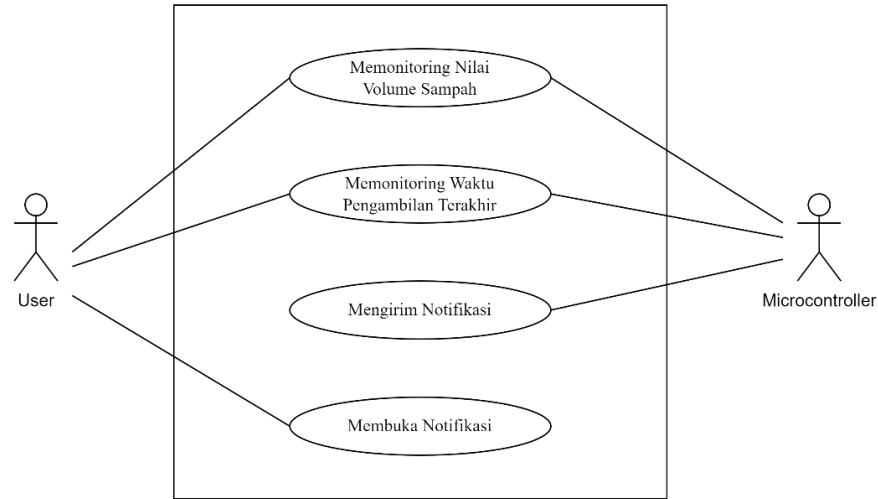 Memonitoring Nilai
Volume Sampah
Memonitoring Waktu
Pengambilan Terakhir
User
Microcontroller
Mengirim Notifikasi
Membuka Notifikasi